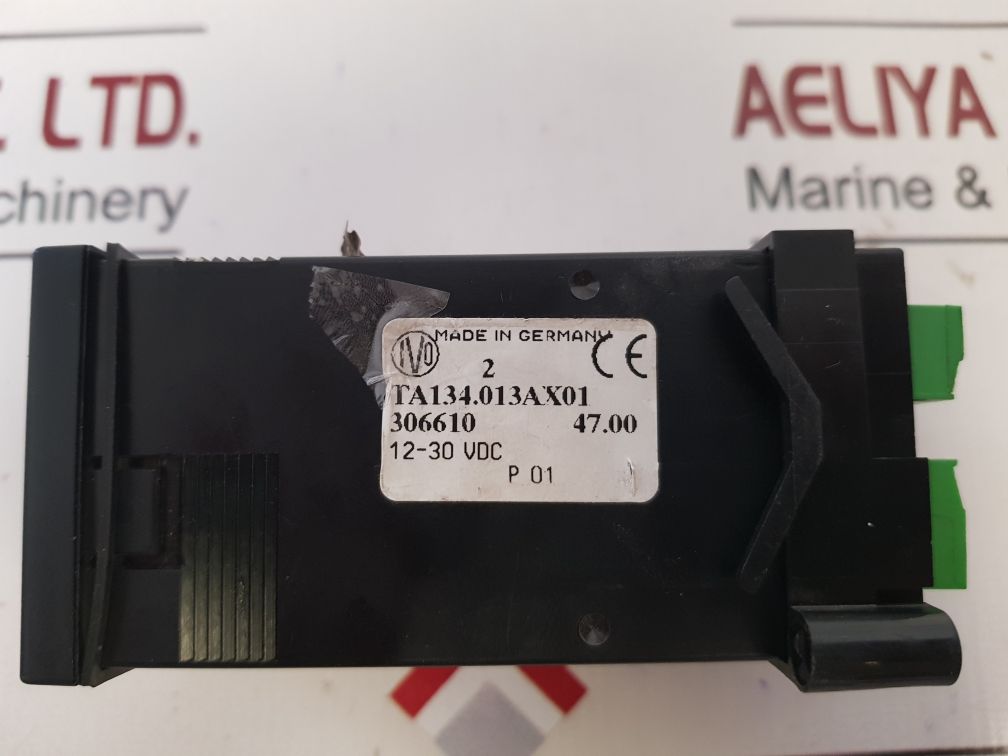 LTD.
AELIYA
chinery
Marine &
MADE IN GERMANY
IVO
CE
2
TA134.013AX01
306610 47.00
12-30 VDC
P 01